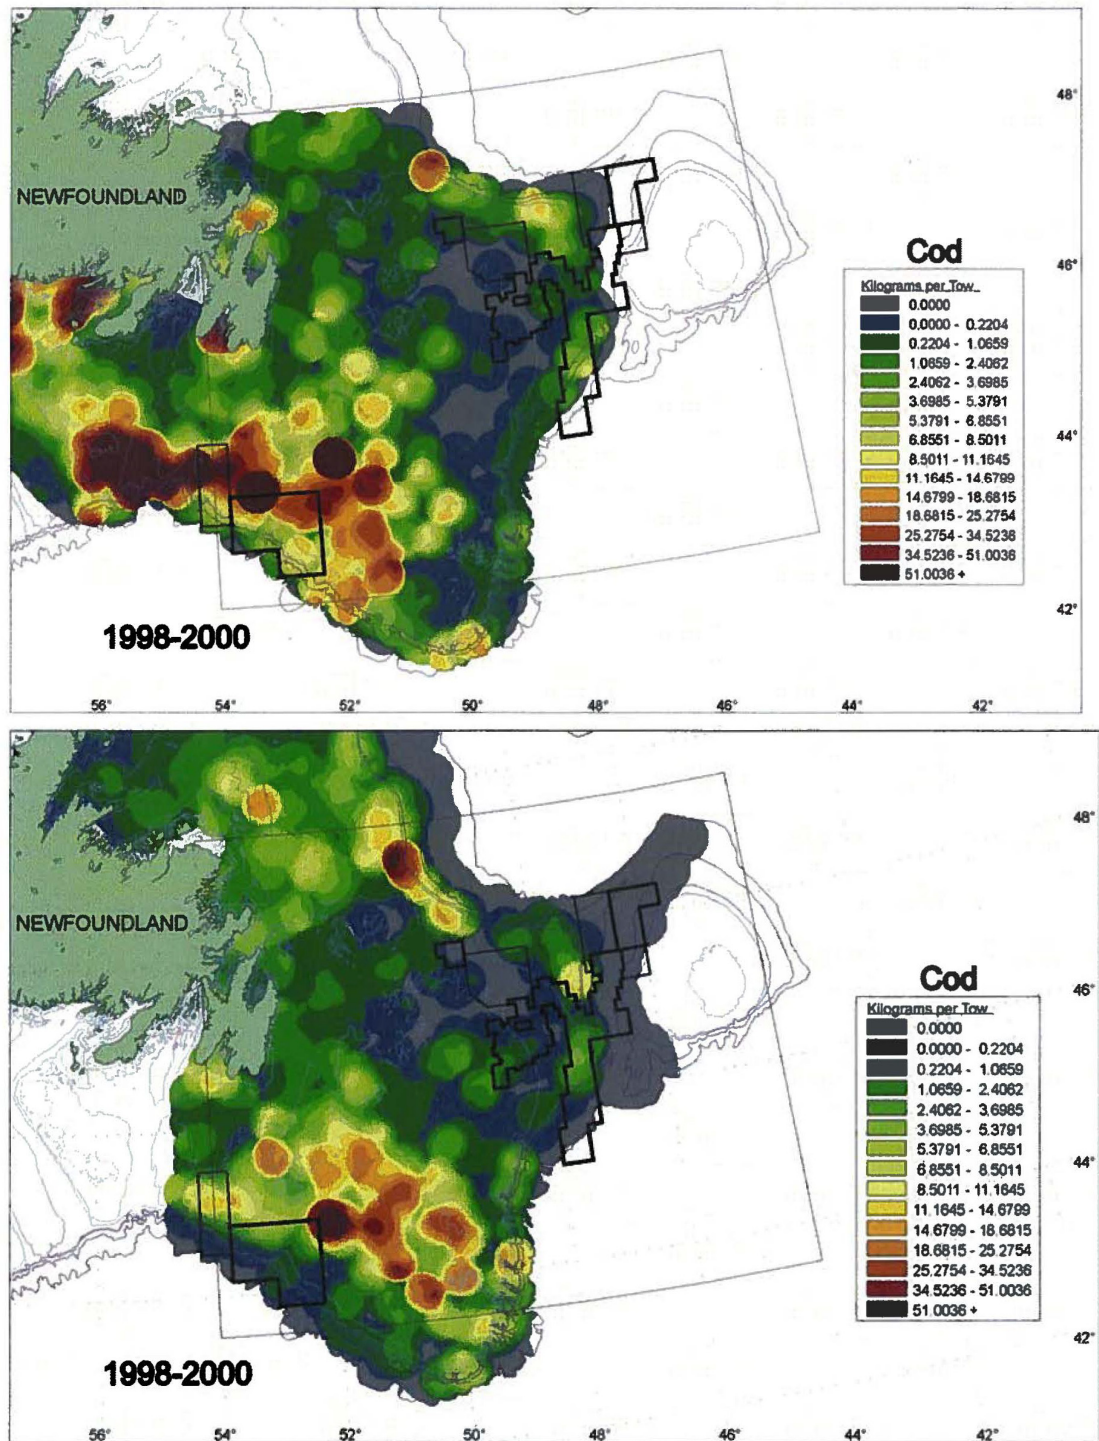 48°
NEWFOUNDLAND
46°
Cod
Kilograms per Tow
0.0000
0.0000 - 0.2204
0.2204 - 1.0659
1.0659 - 2.4062
2.4062 - 3.6985
3.6985 - 5.3791
5.3791 - 6.8551
6.8551 - 8.5011
8.5011 - 11.1645
11.1645 - 14.6799
14.6799 - 18.6815
18.6815 - 25.2754
25.2754 - 34.5236
34.5236 - 51.0036
51.0036 +
44°
42°
1998-2000
56° 54° 52° 50° 48° 46° 44° 42°
48°
NEWFOUNDLAND
46°
Cod
Kilograms per Tow
0.0000
0.0000 - 0.2204
0.2204 - 1.0659
1.0659 - 2.4062
2.4062 - 3.6985
3.6985 - 5.3791
5.3791 - 6.8551
6.8551 - 8.5011
8.5011 - 11.1645
11.1645 - 14.6799
14.6799 - 18.6815
18.6815 - 25.2754
25.2754 - 34.5236
34.5236 - 51.0036
51.0036 +
44°
42°
1998-2000
56° 54° 52° 50° 48° 46° 44° 42°